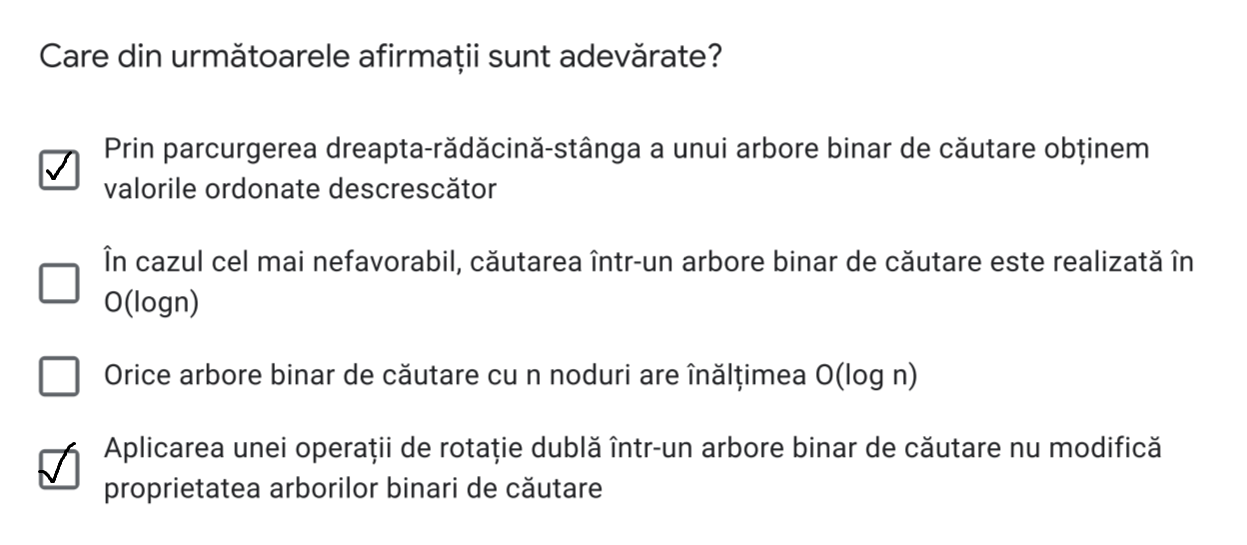 Care din următoarele afirmații sunt adevărate?
Prin parcurgerea dreapta-rădăcină-stânga a unui arbore binar de căutare obținem
valorile ordonate descrescător
În cazul cel mai nefavorabil, căutarea într-un arbore binar de căutare este realizată în
O(logn)
Orice arbore binar de căutare cu n noduri are înălțimea O(log n)
Aplicarea unei operații de rotație dublă într-un arbore binar de căutare nu modifică
proprietatea arborilor binari de căutare